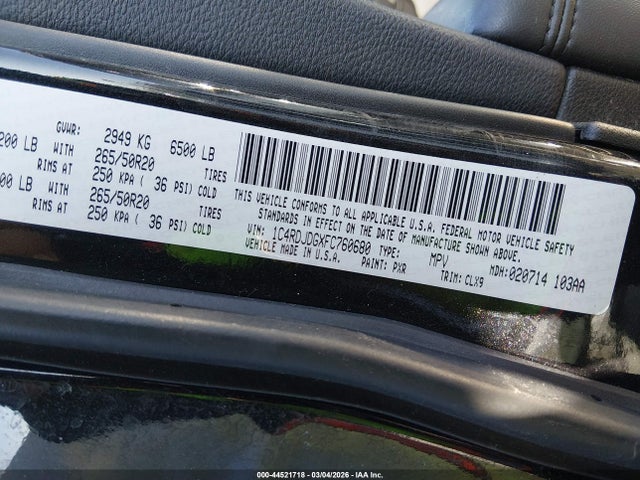 GVWR: 2949 KG 6500 LB
200 LB WITH 265/50R20 TIRES
RIMS AT 250 KPA ( 36 PSI) COLD
00 LB WITH 265/50R20 TIRES
RIMS AT 250 KPA ( 36 PSI) COLD
THIS VEHICLE CONFORMS TO ALL APPLICABLE U.S.A. FEDERAL MOTOR VEHICLE SAFETY
STANDARDS IN EFFECT ON THE DATE OF MANUFACTURE SHOWN ABOVE.
VIN: 1C4RDJDGXFC760680 TYPE: MPV MDH:020714 103AA
VEHICLE MADE IN U.S.A. PAINT: PXR TRIM: CLX9
000-44521718 - 03/04/2026 - IAA Inc.